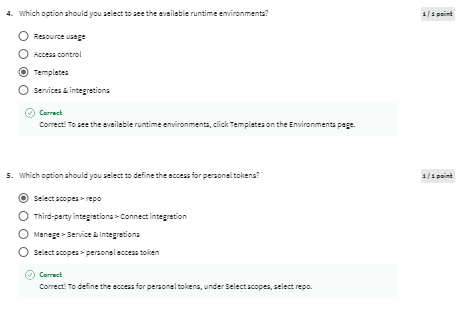 4. Which option should you select to see the available runtime environments?
1 / 1 point
Resource usage
Access control
Templates
Services & integrations
Correct
Correct! To see the available runtime environments, click Templates on the Environments page.
5. Which option should you select to define the access for personal tokens?
1 / 1 point
Select scopes > repo
Third-party integrations > Connect integration
Manage > Service & Integrations
Select scopes > personal access token
Correct
Correct! To define the access for personal tokens, under Select scopes, select repo.